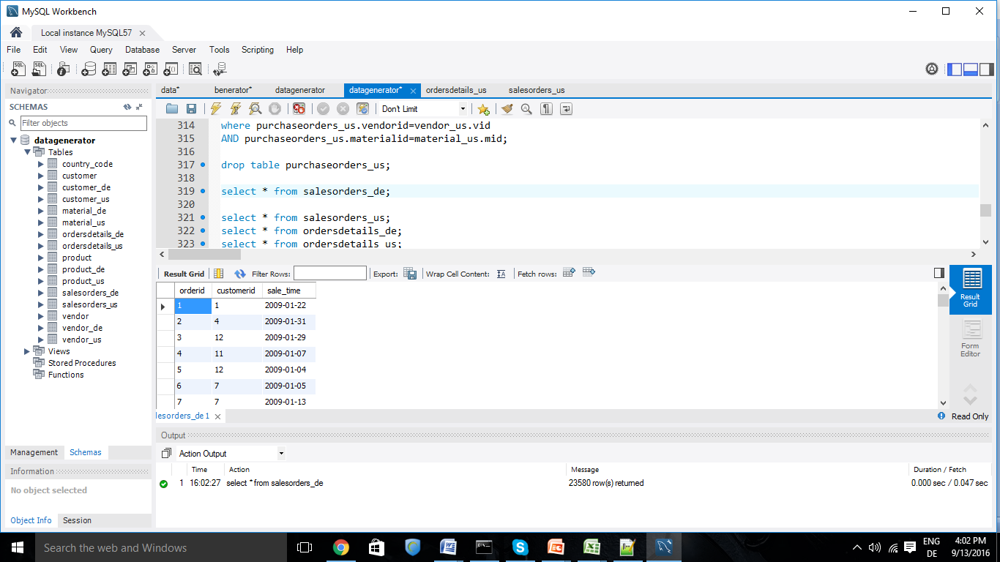 MySQL Workbench
Local instance MySQL57
File Edit View Query Database Server Tools Scripting Help
Navigator
SCHEMAS
Filter objects
datagenerator
Tables
country_code
customer
customer_de
customer_us
material_de
material_us
ordersdetails_de
ordersdetails_us
product
product_de
product_us
salesorders_de
salesorders_us
vendor
vendor_de
vendor_us
Views
Stored Procedures
Functions
Management Schemas
Information
No object selected
Object Info Session
data* benerator* datagenerator datagenerator* ordersdetails_us salesorders_us
Don't Limit
314 where purchaseorders_us.vendorid=vendor_us.vid
315 AND purchaseorders_us.materialid=material_us.mid;
316
317 drop table purchaseorders_us;
318
319 select * from salesorders_de;
320
321 select * from salesorders_us;
322 select * from ordersdetails_de;
323 select * from ordersdetails_us;
Result Grid Filter Rows: Export: Wrap Cell Content: Fetch rows:
orderid customerid sale_time
1 1 2009-01-22
2 4 2009-01-31
3 12 2009-01-29
4 11 2009-01-07
5 12 2009-01-04
6 7 2009-01-05
7 7 2009-01-13
Result
Grid
Form
Editor
lesorders_de 1
Read Only
Output
Action Output
Time Action Message Duration / Fetch
1 16:02:27 select * from salesorders_de 23580 row(s) returned 0.000 sec / 0.047 sec
Search the web and Windows
ENG
DE
4:02 PM
9/13/2016